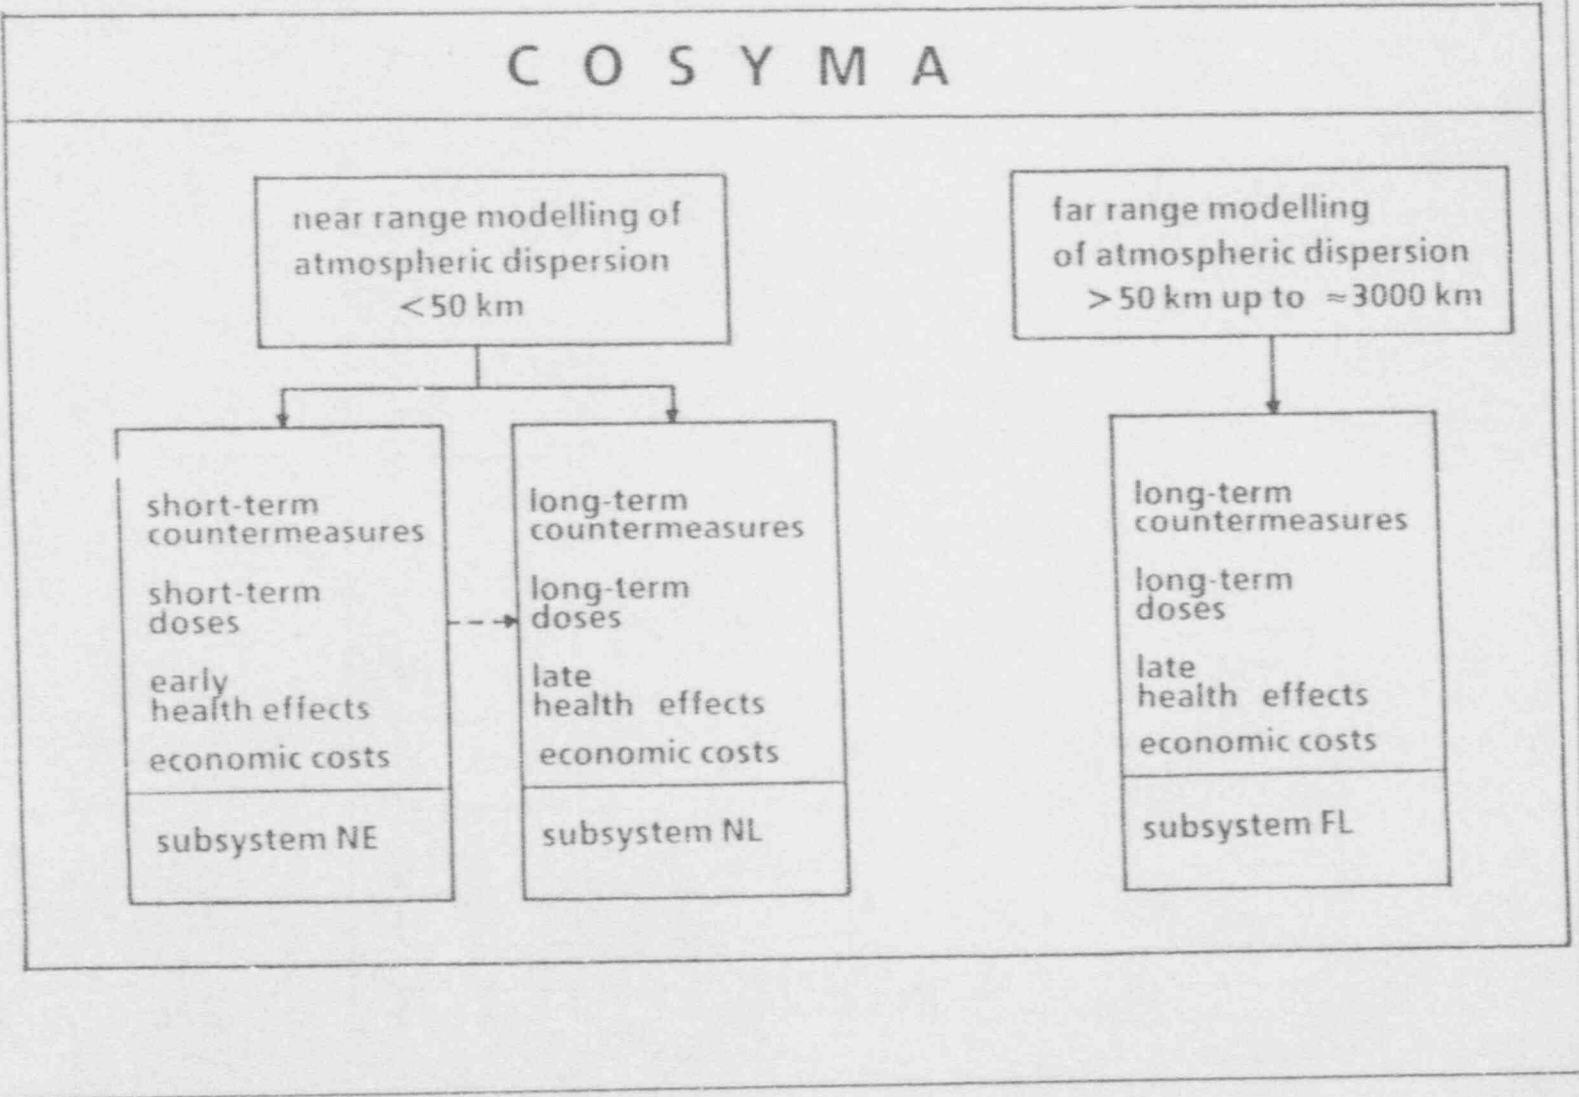 C O S Y M A
near range modelling of
atmospheric dispersion
<50 km
far range modelling
of atmospheric dispersion
>50 km up to ≈3000 km
short-term
countermeasures
short-term
doses
early
health effects
economic costs
subsystem NE
long-term
countermeasures
long-term
doses
late
health effects
economic costs
subsystem NL
long-term
countermeasures
long-term
doses
late
health effects
economic costs
subsystem FL